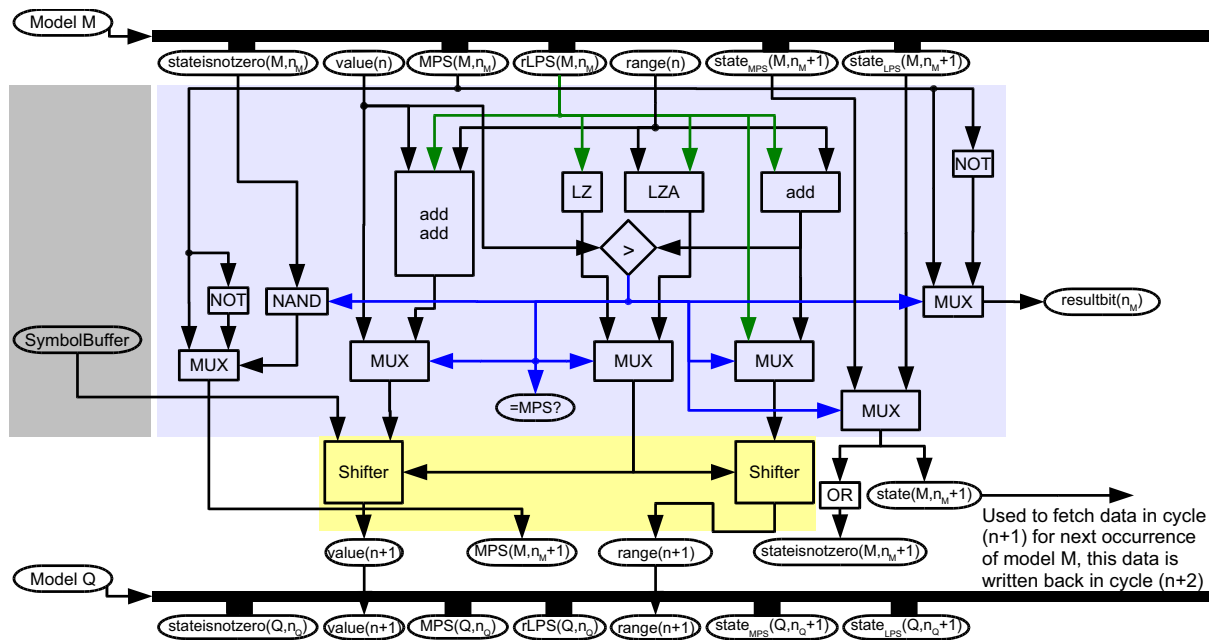 Model M
stateisnotzero(M,nM)
value(n)
MPS(M,nM)
rLPS(M,nM)
range(n)
stateMPS(M,nM+1)
stateLPS(M,nM+1)
NOT
LZ
LZA
add
add
add
>
NOT
NAND
MUX
resultbit(nM)
SymbolBuffer
MUX
MUX
MUX
MUX
=MPS?
MUX
Shifter
Shifter
OR
state(M,nM+1)
Used to fetch data in cycle
(n+1) for next occurrence
of model M, this data is
written back in cycle (n+2)
value(n+1)
MPS(M,nM+1)
range(n+1)
stateisnotzero(M,nM+1)
Model Q
stateisnotzero(Q,nQ)
value(n+1)
MPS(Q,nQ)
rLPS(Q,nQ)
range(n+1)
stateMPS(Q,nQ+1)
stateLPS(Q,nQ+1)